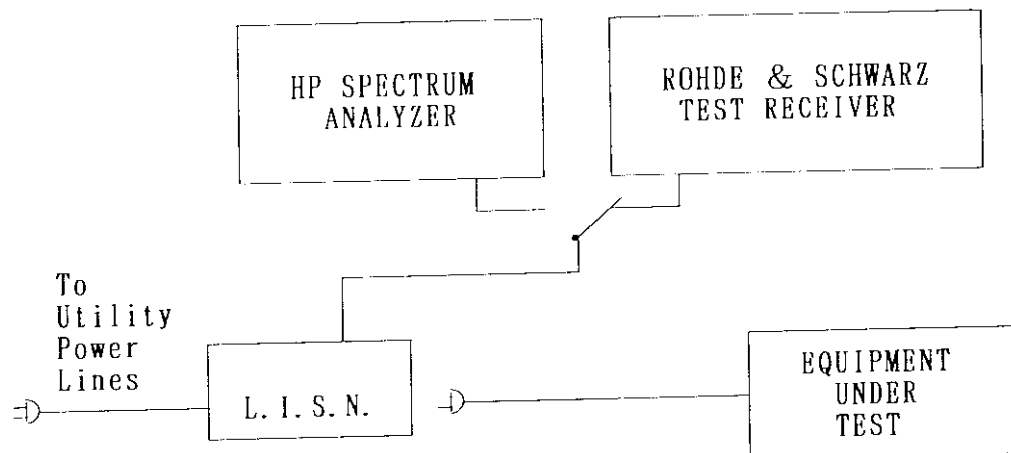 HP SPECTRUM
ANALYZER
ROHDE & SCHWARZ
TEST RECEIVER
To
Utility
Power
Lines
L. I. S. N.
EQUIPMENT
UNDER
TEST